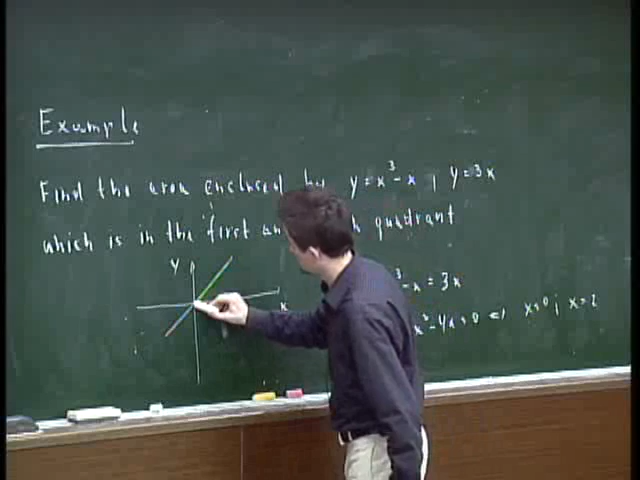 Example
Find the area enclosed by y = x³ - x ; y = 3x
which is in the first quadrant
y
x
³ - x = 3x
x³ - 4x = 0 x=0 ; x=2